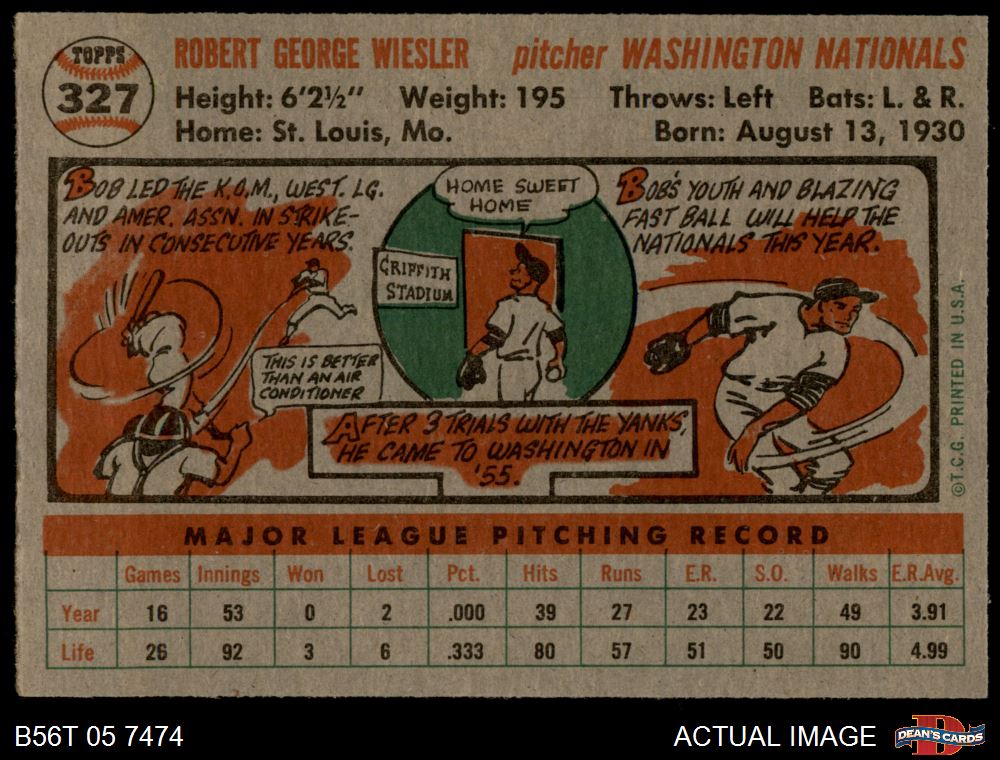 TOPPS
327
ROBERT GEORGE WIESLER pitcher WASHINGTON NATIONALS
Height: 6'2½" Weight: 195 Throws: Left Bats: L. & R.
Home: St. Louis, Mo. Born: August 13, 1930
BOB LED THE K.O.M., WEST. LG.
AND AMER. ASSN. IN STRIKE-
OUTS IN CONSECUTIVE YEARS.
THIS IS BETTER
THAN AN AIR
CONDITIONER
HOME SWEET
HOME
GRIFFITH
STADIUM
AFTER 3 TRIALS WITH THE YANKS,
HE CAME TO WASHINGTON IN
'55.
BOB'S YOUTH AND BLAZING
FAST BALL WILL HELP THE
NATIONALS THIS YEAR.
©T.C.G. PRINTED IN U.S.A.
MAJOR LEAGUE PITCHING RECORD
Games Innings Won Lost Pct. Hits Runs E.R. S.O. Walks E.R.Avg.
Year 16 53 0 2 .000 39 27 23 22 49 3.91
Life 26 92 3 6 .333 80 57 51 50 90 4.99
B56T 05 7474 ACTUAL IMAGE
DEAN'S CARDS